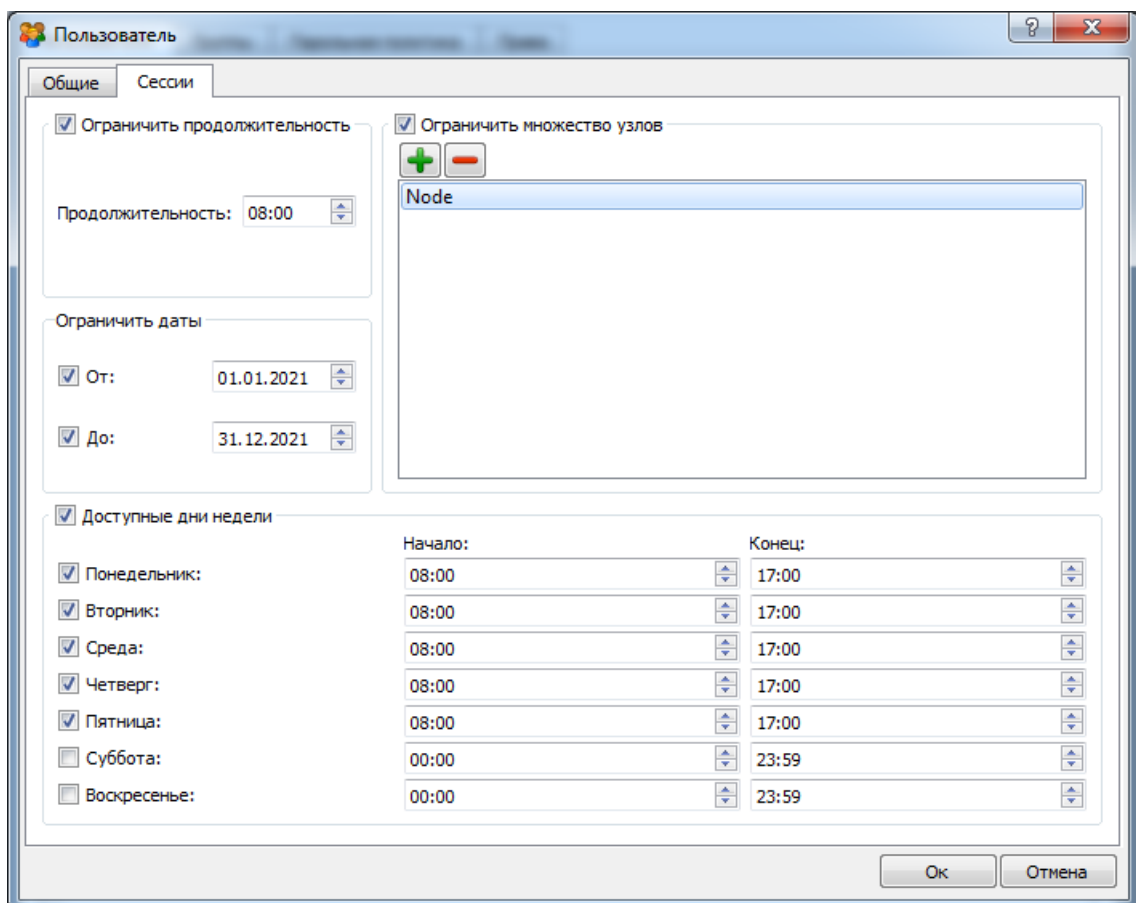 Пользователь
Общие
Сессии
Ограничить продолжительность
Продолжительность: 08:00
Ограничить множество узлов
Node
Ограничить даты
От: 01.01.2021
До: 31.12.2021
Доступные дни недели
Начало: Конец:
Понедельник: 08:00 17:00
Вторник: 08:00 17:00
Среда: 08:00 17:00
Четверг: 08:00 17:00
Пятница: 08:00 17:00
Суббота: 00:00 23:59
Воскресенье: 00:00 23:59
Ок Отмена